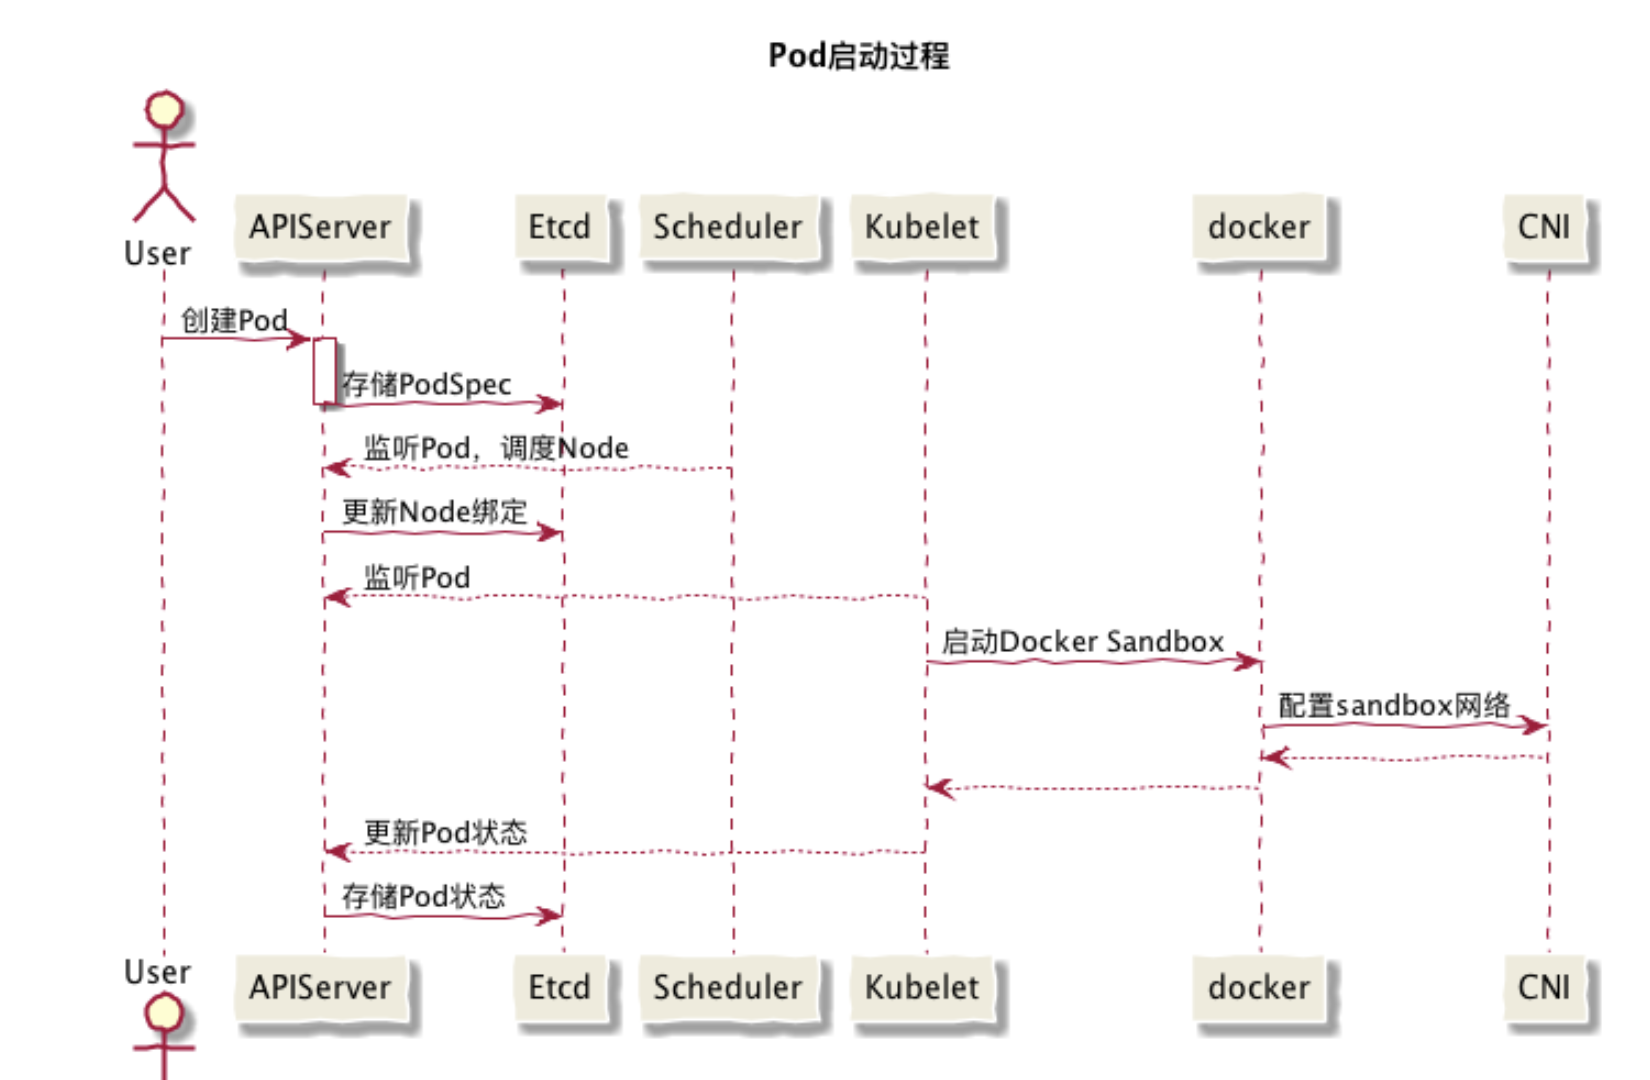 Pod启动过程
User
APIServer
Etcd
Scheduler
Kubelet
docker
CNI
创建Pod
存储PodSpec
监听Pod，调度Node
更新Node绑定
监听Pod
启动Docker Sandbox
配置sandbox网络
更新Pod状态
存储Pod状态
User
APIServer
Etcd
Scheduler
Kubelet
docker
CNI